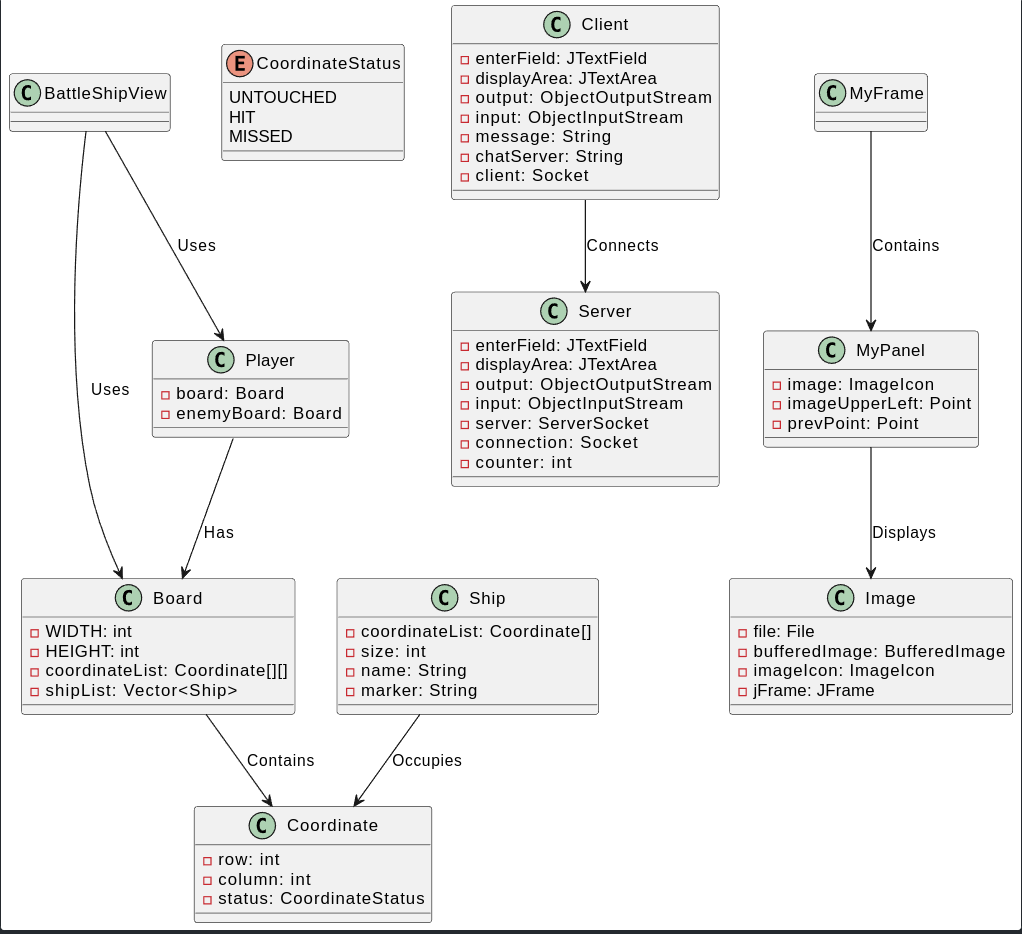 C BattleShipView
E CoordinateStatus
UNTOUCHED
HIT
MISSED
C Client
enterField: JTextField
displayArea: JTextArea
output: ObjectOutputStream
input: ObjectInputStream
message: String
chatServer: String
client: Socket
C MyFrame
Uses
Connects
Contains
C Player
board: Board
enemyBoard: Board
C Server
enterField: JTextField
displayArea: JTextArea
output: ObjectOutputStream
input: ObjectInputStream
server: ServerSocket
connection: Socket
counter: int
C MyPanel
image: ImageIcon
imageUpperLeft: Point
prevPoint: Point
Uses
Has
Displays
C Board
WIDTH: int
HEIGHT: int
coordinateList: Coordinate[][]
shipList: Vector<Ship>
C Ship
coordinateList: Coordinate[]
size: int
name: String
marker: String
C Image
file: File
bufferedImage: BufferedImage
imageIcon: ImageIcon
jFrame: JFrame
Contains
Occupies
C Coordinate
row: int
column: int
status: CoordinateStatus